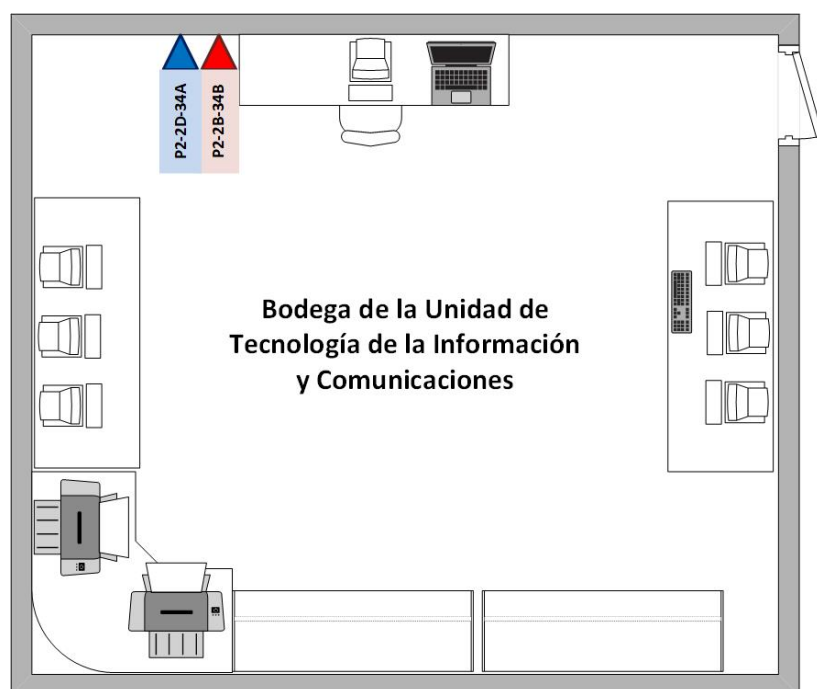 P2-2D-34A
P2-2B-34B
Bodega de la Unidad de
Tecnología de la Información
y Comunicaciones